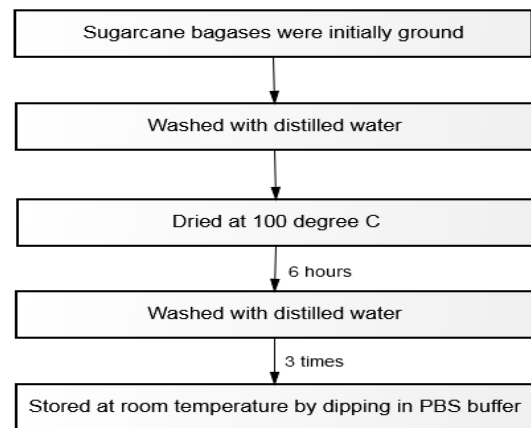 Sugarcane bagases were initially ground
Washed with distilled water
Dried at 100 degree C
6 hours
Washed with distilled water
3 times
Stored at room temperature by dipping in PBS buffer